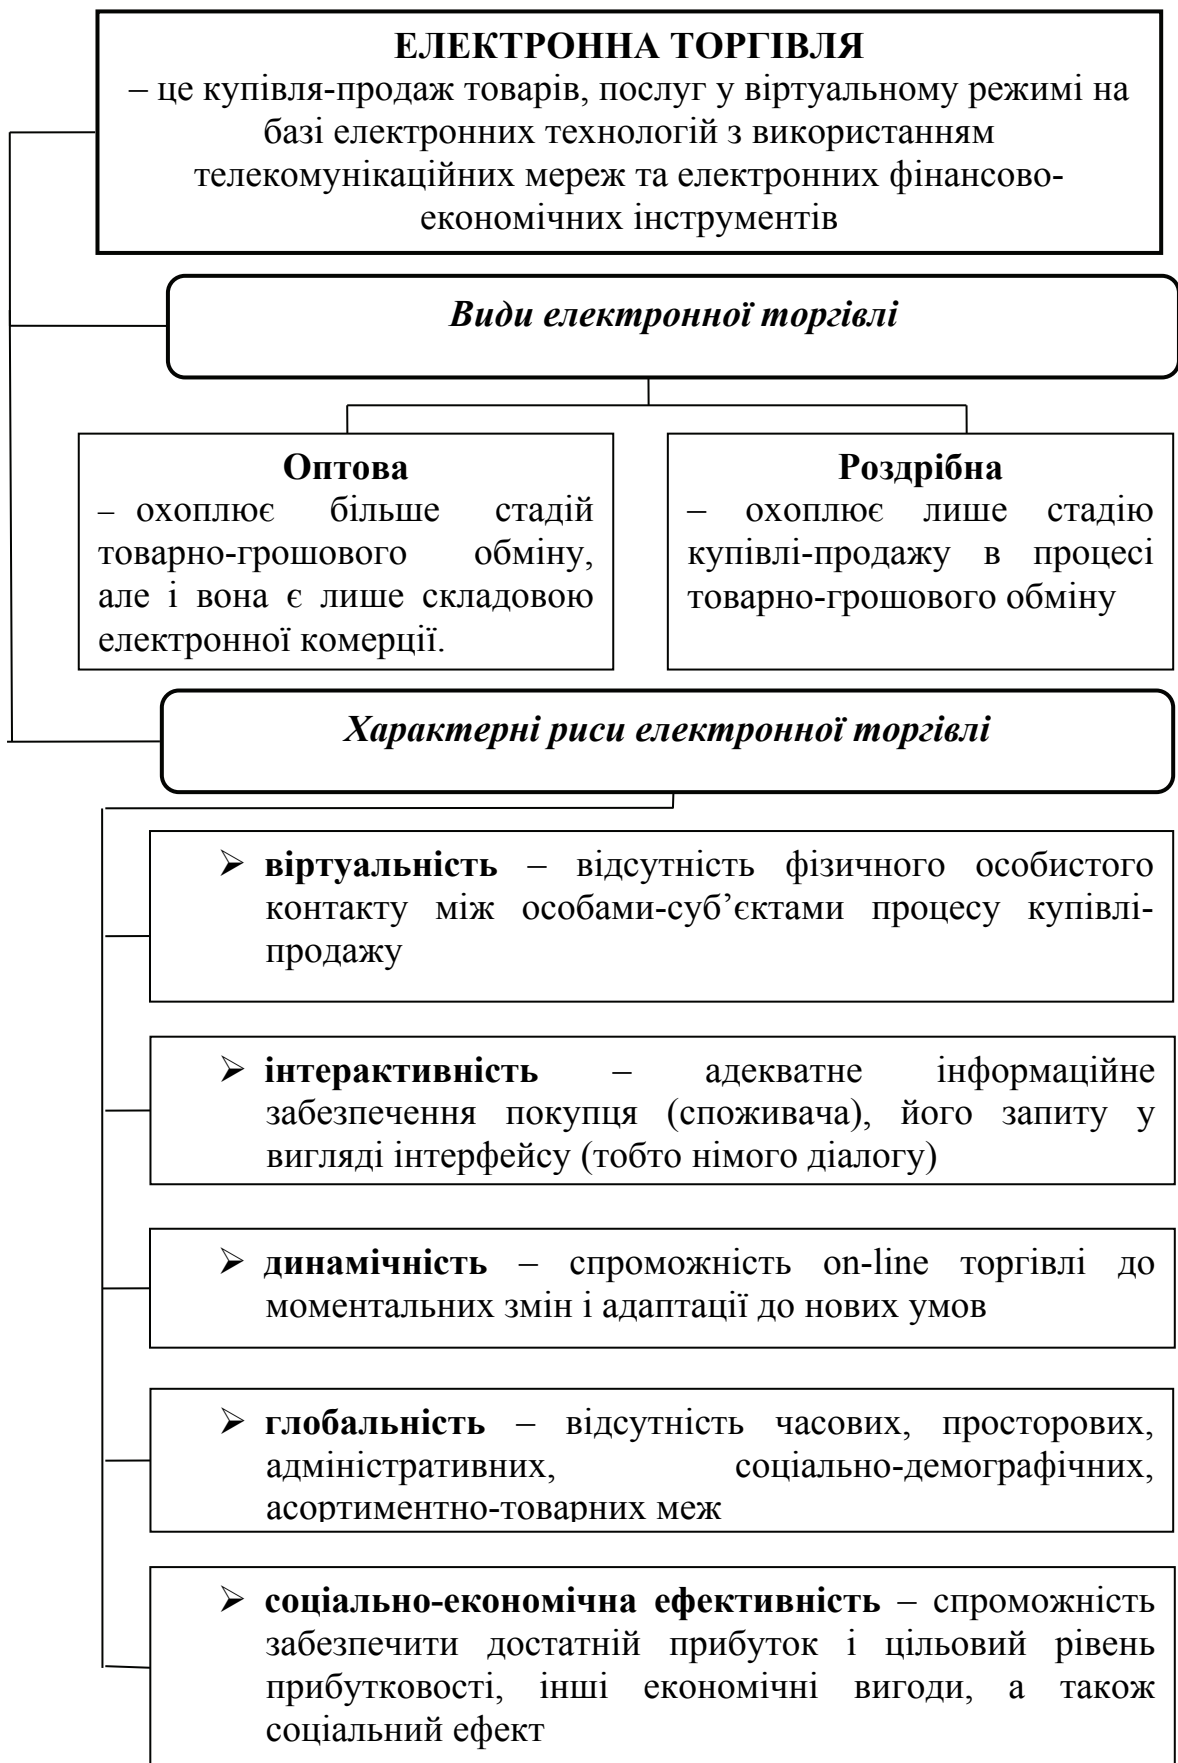 ЕЛЕКТРОННА ТОРГІВЛЯ
– це купівля-продаж товарів, послуг у віртуальному режимі на
базі електронних технологій з використанням
телекомунікаційних мереж та електронних фінансово-
економічних інструментів
Види електронної торгівлі
Оптова
– охоплює більше стадій
товарно-грошового обміну,
але і вона є лише складовою
електронної комерції.
Роздрібна
– охоплює лише стадію
купівлі-продажу в процесі
товарно-грошового обміну
Характерні риси електронної торгівлі
➢ віртуальність – відсутність фізичного особистого
контакту між особами-суб’єктами процесу купівлі-
продажу
➢ інтерактивність – адекватне інформаційне
забезпечення покупця (споживача), його запиту у
вигляді інтерфейсу (тобто німого діалогу)
➢ динамічність – спроможність on-line торгівлі до
моментальних змін і адаптації до нових умов
➢ глобальність – відсутність часових, просторових,
адміністративних, соціально-демографічних,
асортиментно-товарних меж
➢ соціально-економічна ефективність – спроможність
забезпечити достатній прибуток і цільовий рівень
прибутковості, інші економічні вигоди, а також
соціальний ефект